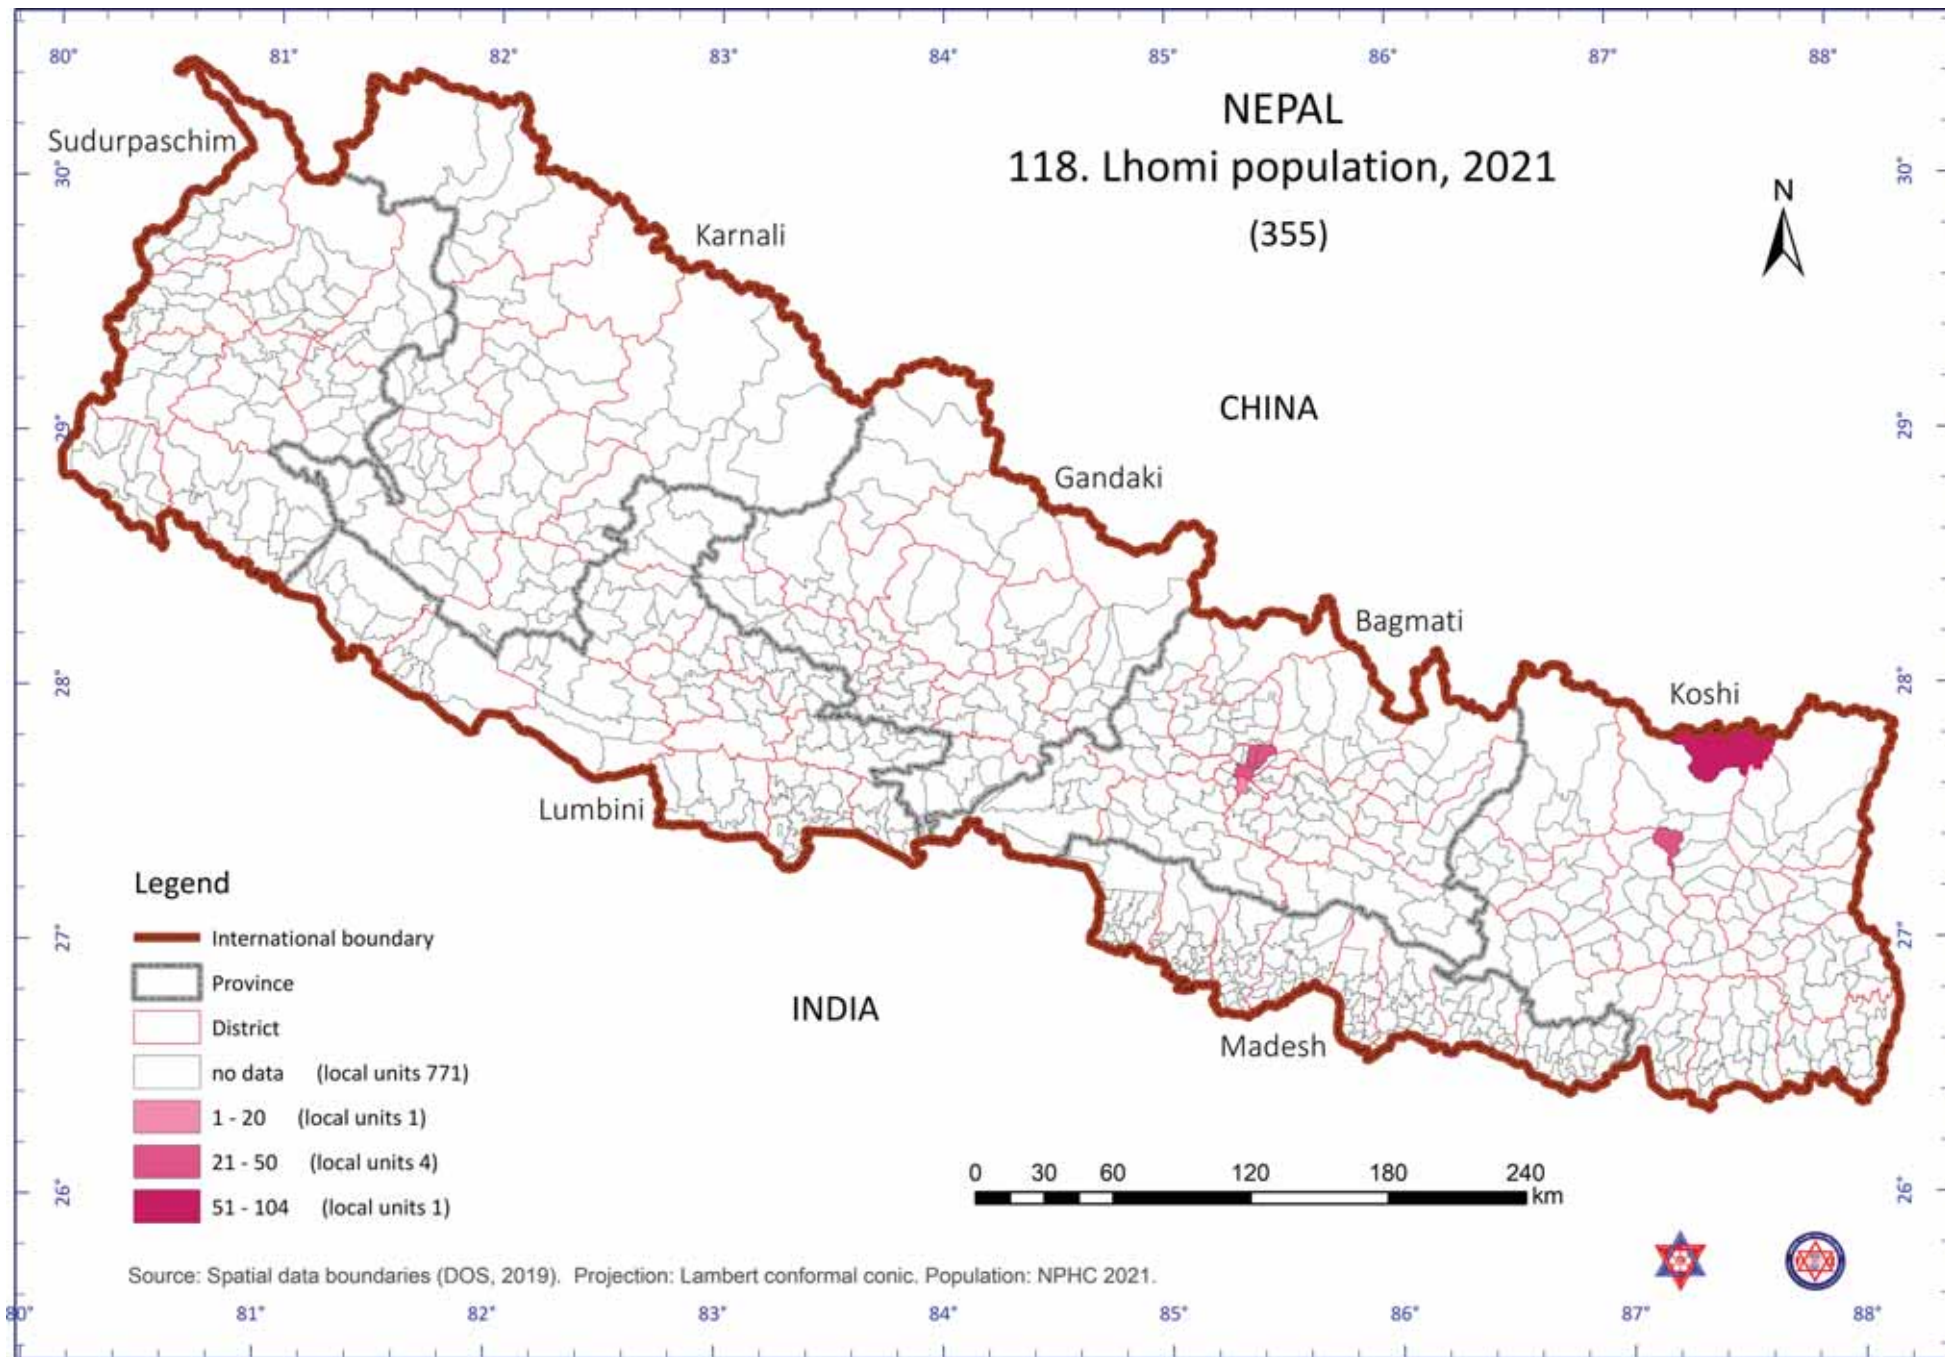 80° 81° 82° 83° 84° 85° 86° 87° 88°
NEPAL
118. Lhomi population, 2021
(355)
N
Sudurpaschim
30° 30°
Karnali
CHINA
29° 29°
Gandaki
Bagmati
28° 28°
Koshi
Lumbini
Legend
International boundary
Province
District
no data (local units 771)
1 - 20 (local units 1)
21 - 50 (local units 4)
51 - 104 (local units 1)
27° 27°
INDIA
Madesh
0 30 60 120 180 240
km
26° 26°
Source: Spatial data boundaries (DOS, 2019). Projection: Lambert conformal conic. Population: NPHC 2021.
80° 81° 82° 83° 84° 85° 86° 87° 88°